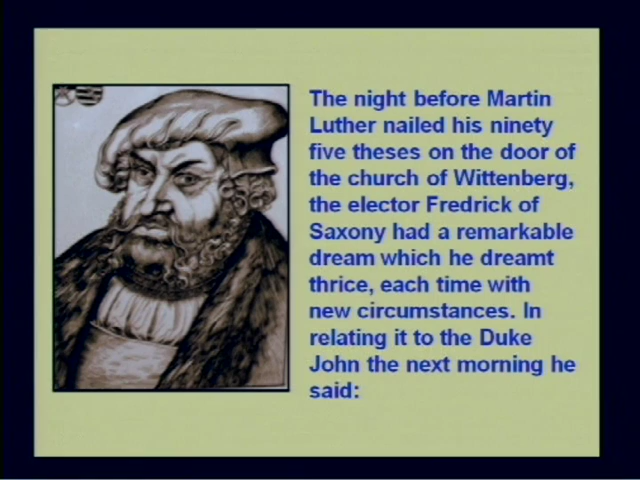 The night before Martin
Luther nailed his ninety
five theses on the door of
the church of Wittenberg,
the elector Fredrick of
Saxony had a remarkable
dream which he dreamt
thrice, each time with
new circumstances. In
relating it to the Duke
John the next morning he
said: